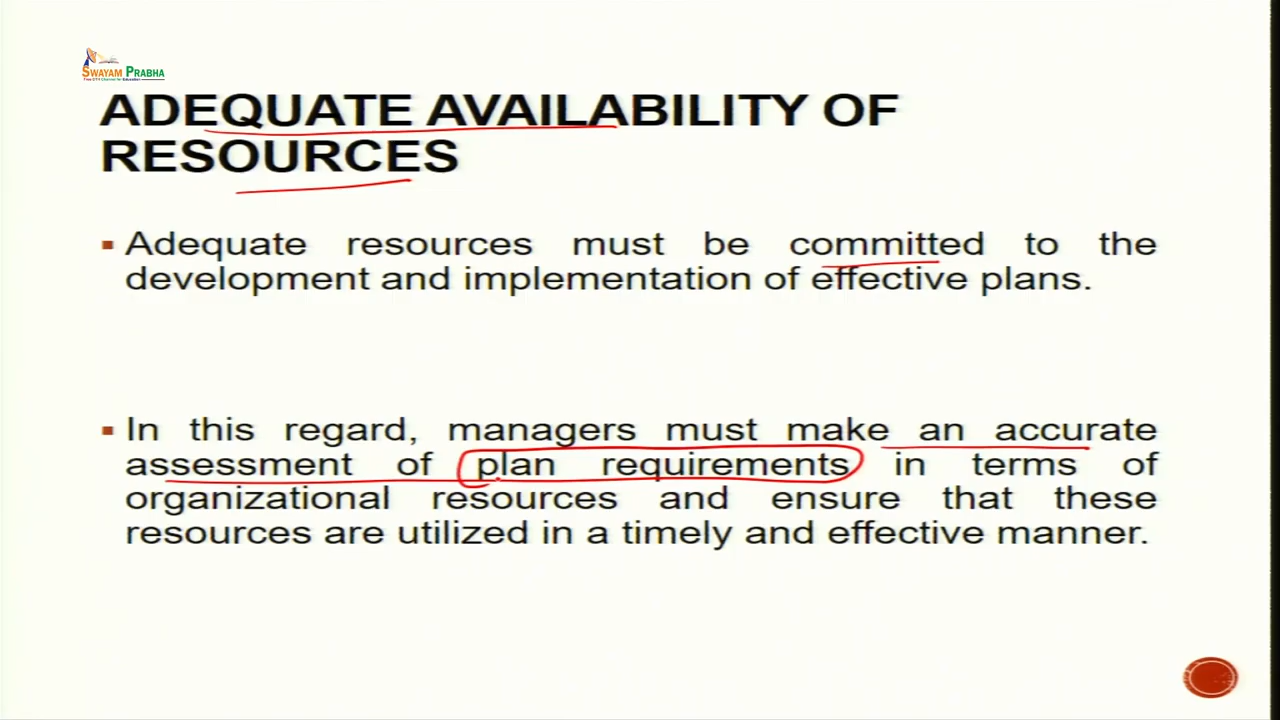 SWAYAM PRABHA
ADEQUATE AVAILABILITY OF
RESOURCES
Adequate resources must be committed to the
development and implementation of effective plans.
In this regard, managers must make an accurate
assessment of plan requirements in terms of
organizational resources and ensure that these
resources are utilized in a timely and effective manner.